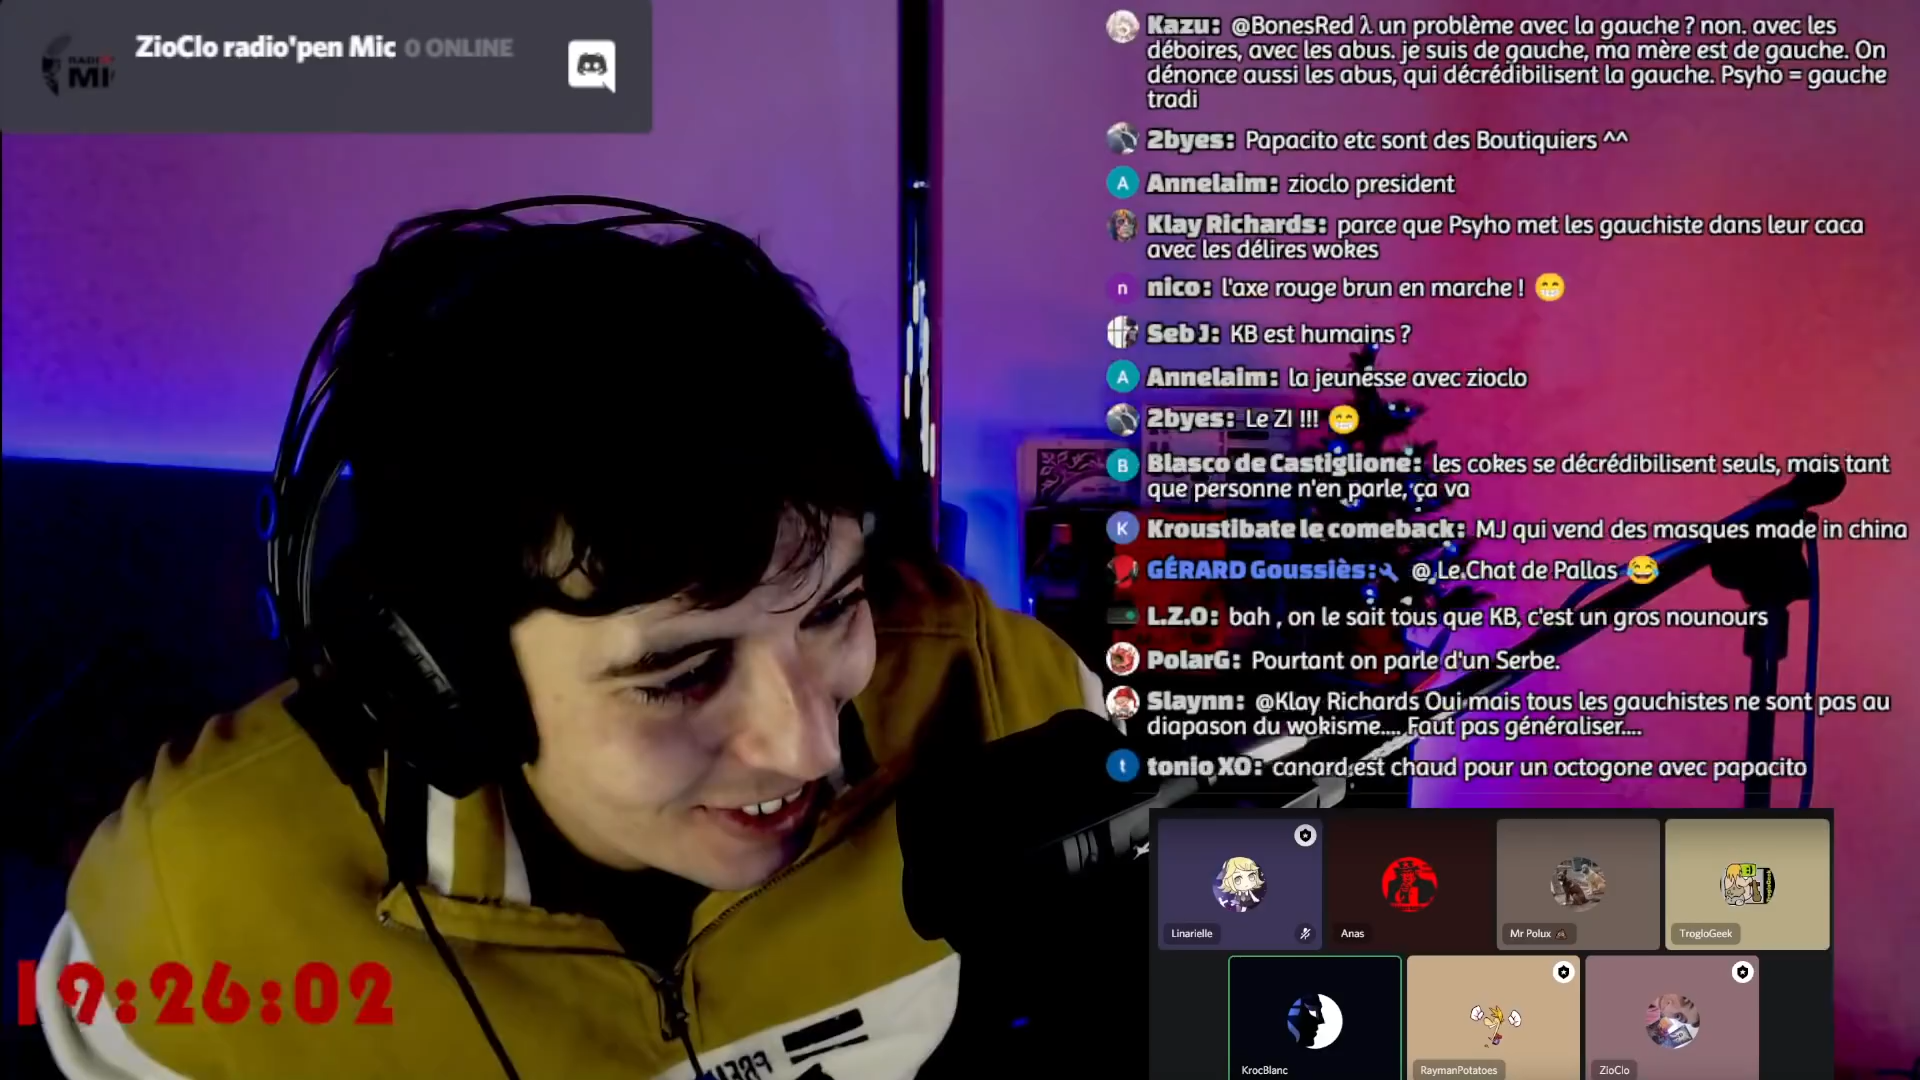 ZioClo radio'pen Mic 0 ONLINE
RADI
MI
Kazu: @BonesRed λ un problème avec la gauche ? non. avec les
déboires, avec les abus. je suis de gauche, ma mère est de gauche. On
dénonce aussi les abus, qui décrédibilisent la gauche. Psyho = gauche
tradi
2byes: Papacito etc sont des Boutiquiers ^^
A Annelaim: zioclo president
Klay Richards: parce que Psyho met les gauchiste dans leur caca
avec les délires wokes
n nico: l'axe rouge brun en marche ! 😁
Seb J: KB est humains ?
A Annelaim: la jeunesse avec zioclo
2byes: Le ZI !!! 😁
B Blasco de Castiglione: les cokes se décrédibilisent seuls, mais tant
que personne n'en parle, ça va
K Kroustibate le comeback: MJ qui vend des masques made in china
GÉRARD Goussiès: @Le Chat de Pallas 😂
L.Z.O: bah , on le sait tous que KB, c'est un gros nounours
PolarG: Pourtant on parle d'un Serbe.
Slaynn: @Klay Richards Oui mais tous les gauchistes ne sont pas au
diapason du wokisme.... Faut pas généraliser....
t tonio XO: canard est chaud pour un octogone avec papacito
Linarielle
Anas
Mr Polux
TrogloGeek
19:26:02
KrocBlanc
RaymanPotatoes
ZioClo